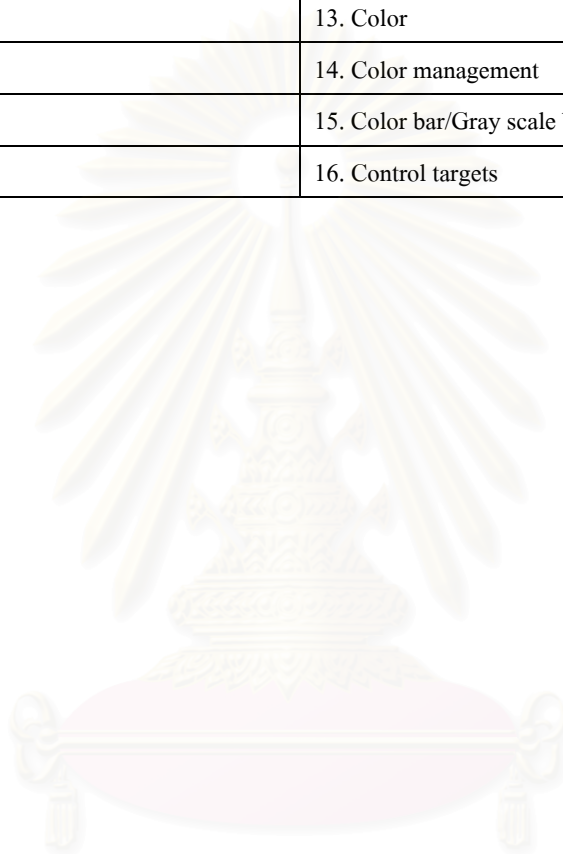 13. Color
14. Color management
15. Color bar/Gray scale
16. Control targets